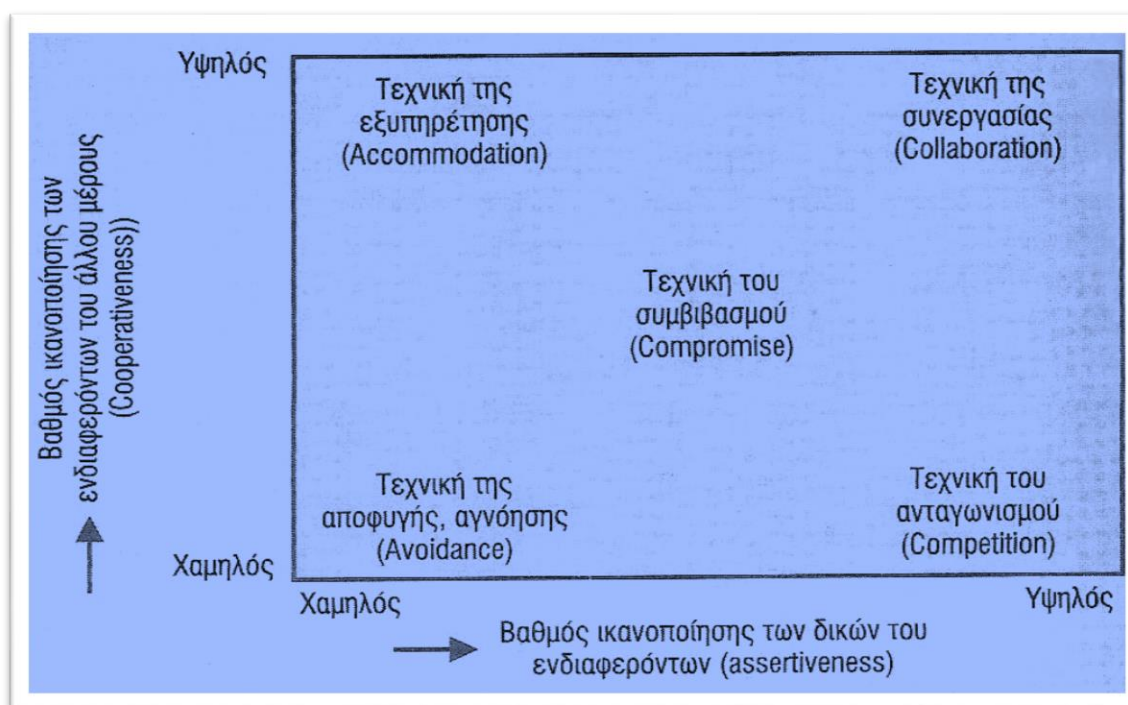 Υψηλός
Τεχνική της
εξυπηρέτησης
(Accommodation)
Τεχνική της
συνεργασίας
(Collaboration)
Βαθμός ικανοποίησης των
ενδιαφερόντων του άλλου μέρους
(Cooperativeness))
Τεχνική του
συμβιβασμού
(Compromise)
Τεχνική της
αποφυγής, αγνόησης
(Avoidance)
Τεχνική του
ανταγωνισμού
(Competition)
Χαμηλός
Χαμηλός
Υψηλός
Βαθμός ικανοποίησης των δικών του
ενδιαφερόντων (assertiveness)